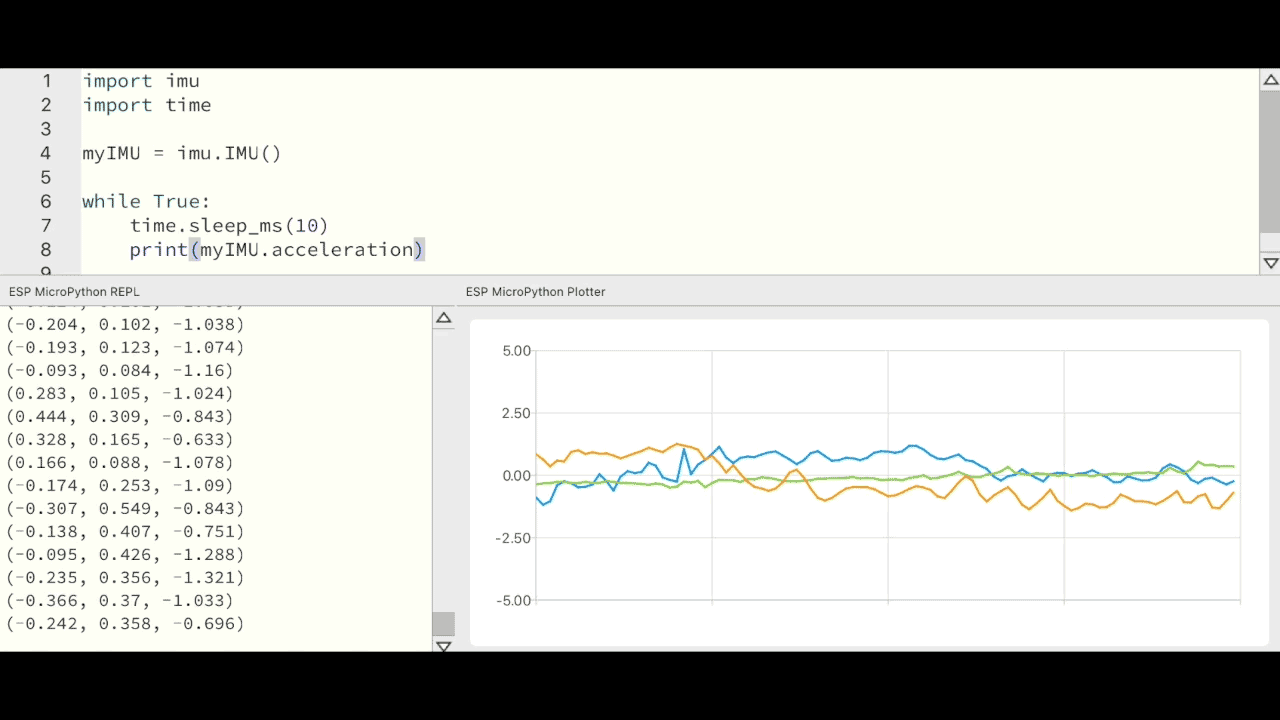 1 import imu
2 import time
3
4 myIMU = imu.IMU()
5
6 while True:
7 time.sleep_ms(10)
8 print(myIMU.acceleration)
9
ESP MicroPython REPL
(-0.204, 0.102, -1.038)
(-0.193, 0.123, -1.074)
(-0.093, 0.084, -1.16)
(0.283, 0.105, -1.024)
(0.444, 0.309, -0.843)
(0.328, 0.165, -0.633)
(0.166, 0.088, -1.078)
(-0.174, 0.253, -1.09)
(-0.307, 0.549, -0.843)
(-0.138, 0.407, -0.751)
(-0.095, 0.426, -1.288)
(-0.235, 0.356, -1.321)
(-0.366, 0.37, -1.033)
(-0.242, 0.358, -0.696)
ESP MicroPython Plotter
5.00
2.50
0.00
-2.50
-5.00